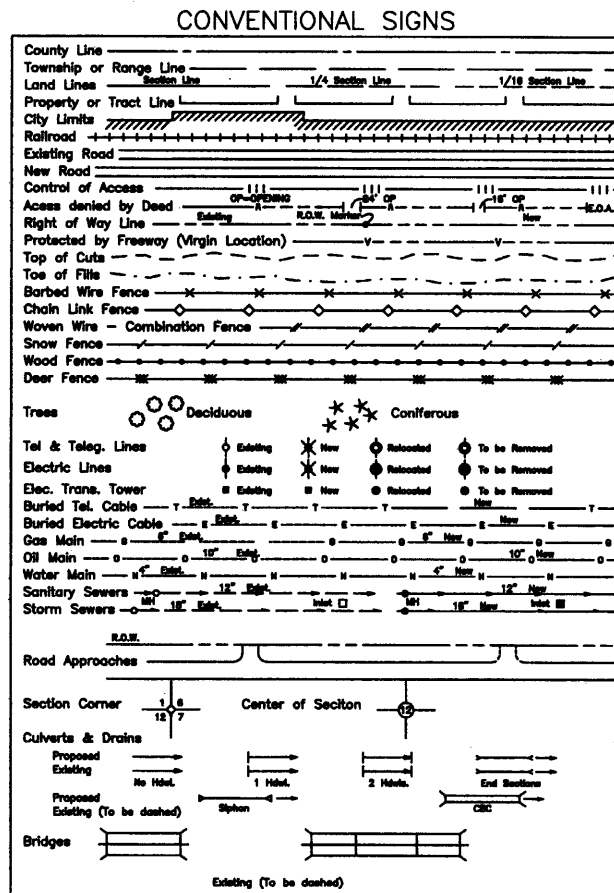 CONVENTIONAL SIGNS
County Line
Township or Range Line
Land Lines Section Line 1/4 Section Line 1/16 Section Line
Property or Tract Line
City Limits
Railroad
Existing Road
New Road
Control of Access
Acess denied by Deed OP=OPENING A 24' OP A 16' OP A E.O.A.
Right of Way Line Existing R.O.W. Marker New
Protected by Freeway (Virgin Location) V V
Top of Cuts
Toe of Fills
Barbed Wire Fence
Chain Link Fence
Woven Wire - Combination Fence
Snow Fence
Wood Fence
Deer Fence
Trees Deciduous Coniferous
Tel & Teleg. Lines Existing New Relocated To be Removed
Electric Lines Existing New Relocated To be Removed
Elec. Trans. Tower Existing New Relocated To be Removed
Buried Tel. Cable T Exist. T T T New T
Buried Electric Cable E Exist. E E E E New E
Gas Main G 6" Exist. G G 6" New G G G
Oil Main O O 10" Exist. O O O O O 10" New O
Water Main 4" Exist. 4" New
Sanitary Sewers 12" Exist. 12" New
Storm Sewers MH 18" Exist. Inlet MH 18" New Inlet
R.O.W.
Road Approaches
Section Corner 1 6 12 7 Center of Seciton 12
Culverts & Drains
Proposed
Existing
No Hdwl. 1 Hdwl. 2 Hdwls. End Sections
Proposed
Existing (To be dashed) Siphon CBC
Bridges
Existing (To be dashed)